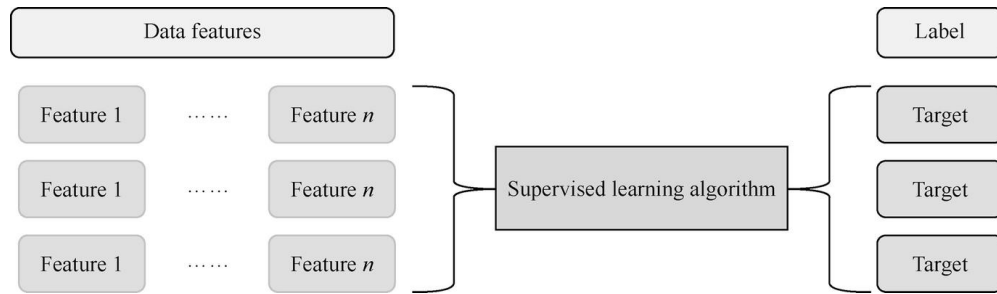 Data features
Label
Feature 1 …… Feature n
Target
Feature 1 …… Feature n
Supervised learning algorithm
Target
Feature 1 …… Feature n
Target